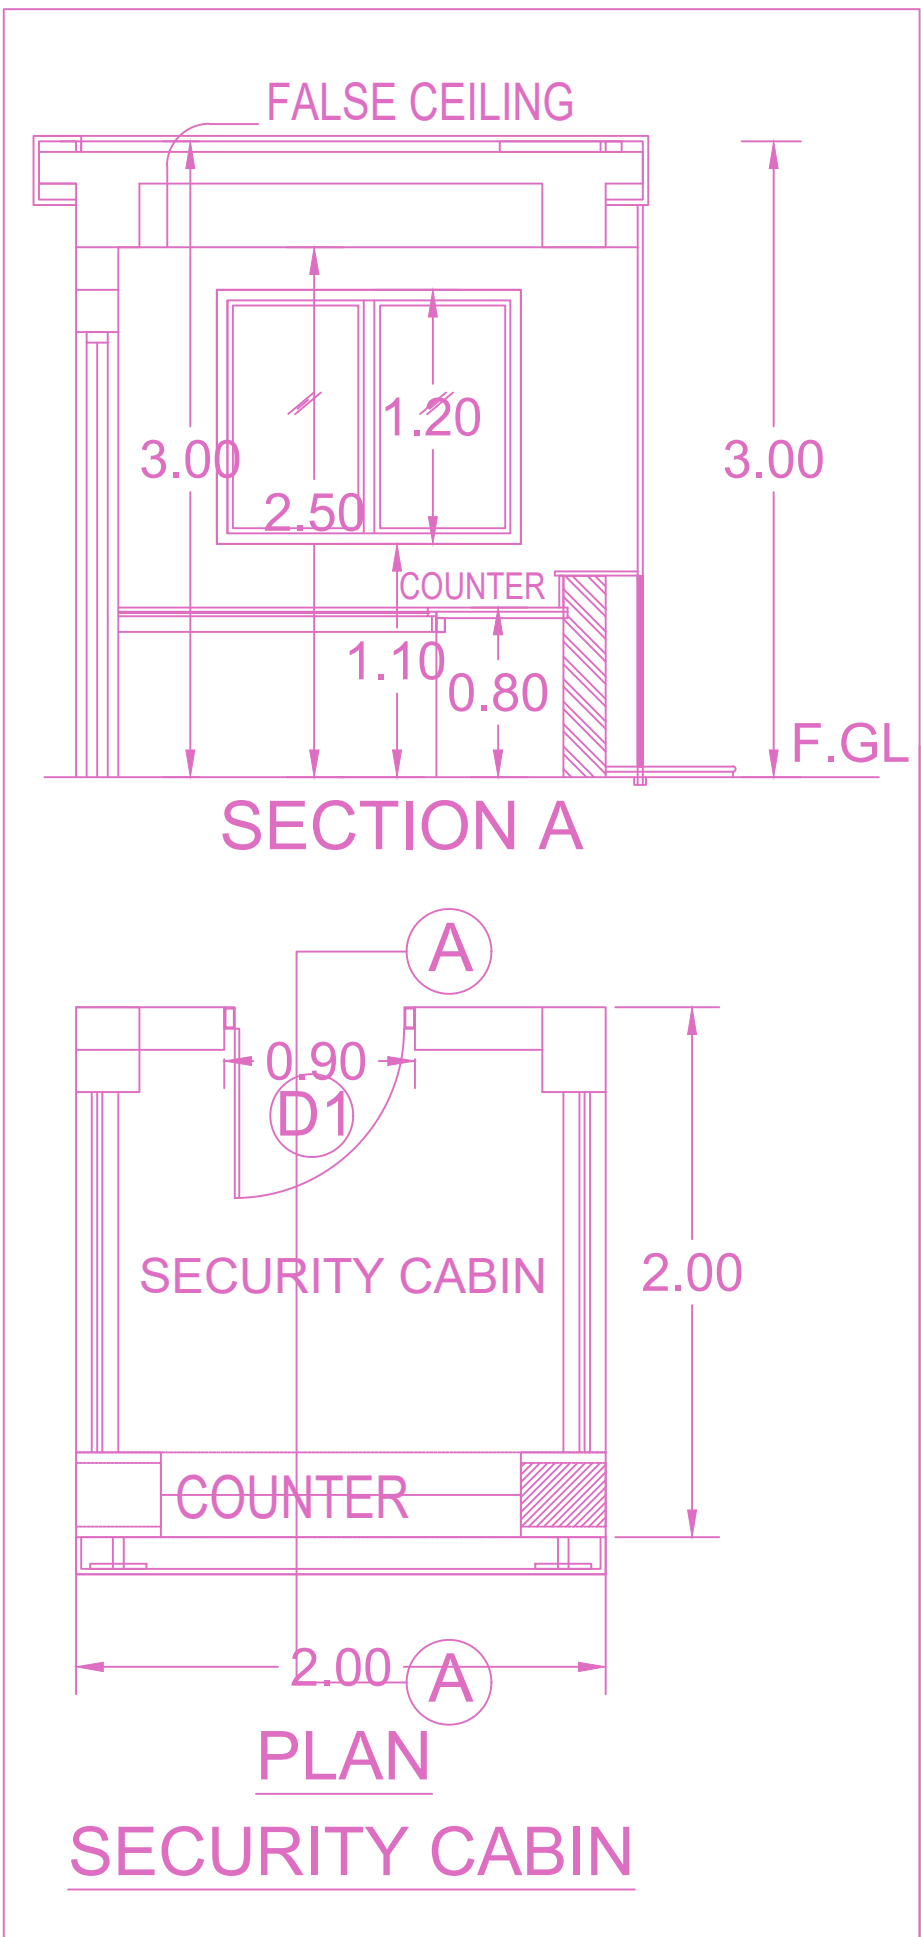 FALSE CEILING
1.20
3.00
3.00
2.50
COUNTER
1.10
0.80
F.GL
SECTION A
A
0.90
D1
SECURITY CABIN
2.00
COUNTER
2.00
A
PLAN
SECURITY CABIN